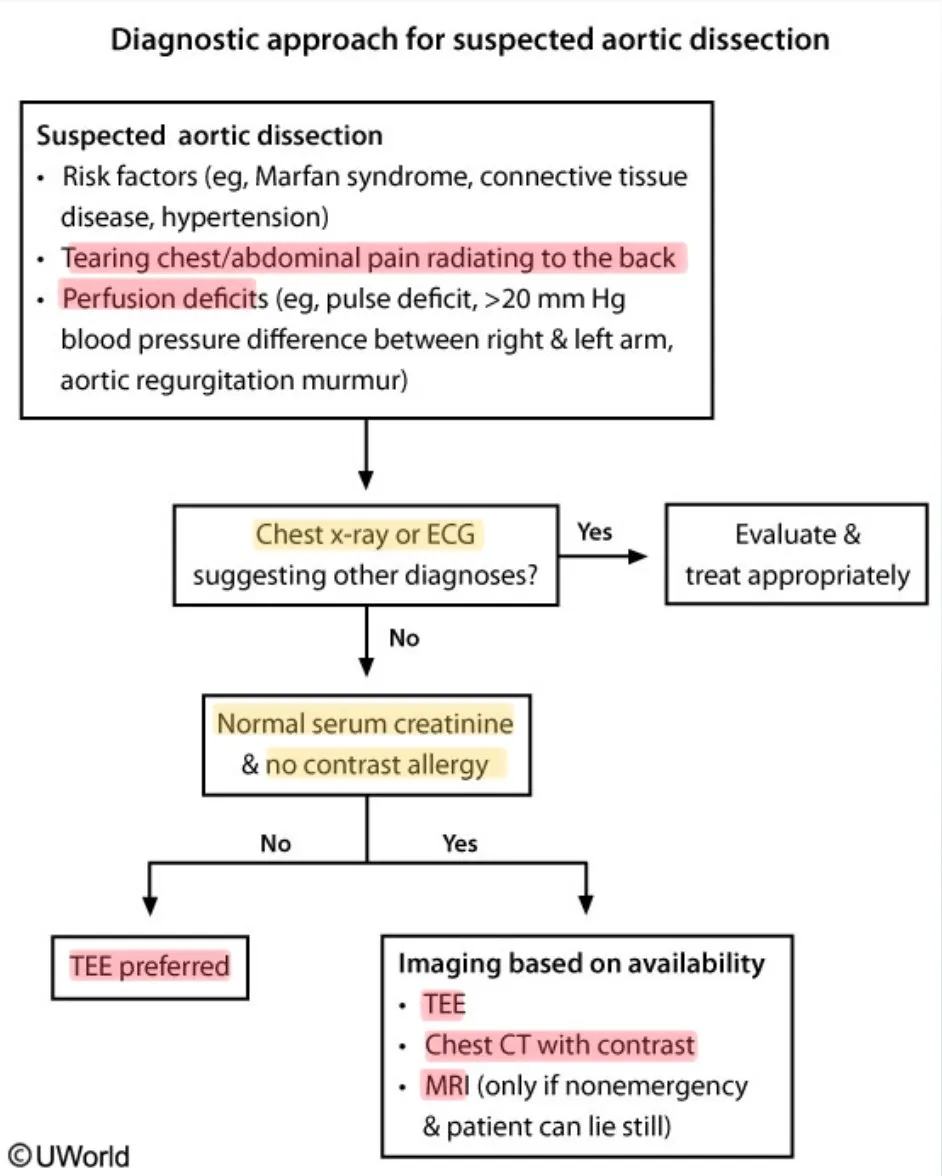 Diagnostic approach for suspected aortic dissection
Suspected aortic dissection
• Risk factors (eg, Marfan syndrome, connective tissue
disease, hypertension)
• Tearing chest/abdominal pain radiating to the back
• Perfusion deficits (eg, pulse deficit, >20 mm Hg
blood pressure difference between right & left arm,
aortic regurgitation murmur)
Chest x-ray or ECG
suggesting other diagnoses?
Yes
Evaluate &
treat appropriately
No
Normal serum creatinine
& no contrast allergy
No
Yes
TEE preferred
Imaging based on availability
• TEE
• Chest CT with contrast
• MRI (only if nonemergency
& patient can lie still)
©UWorld